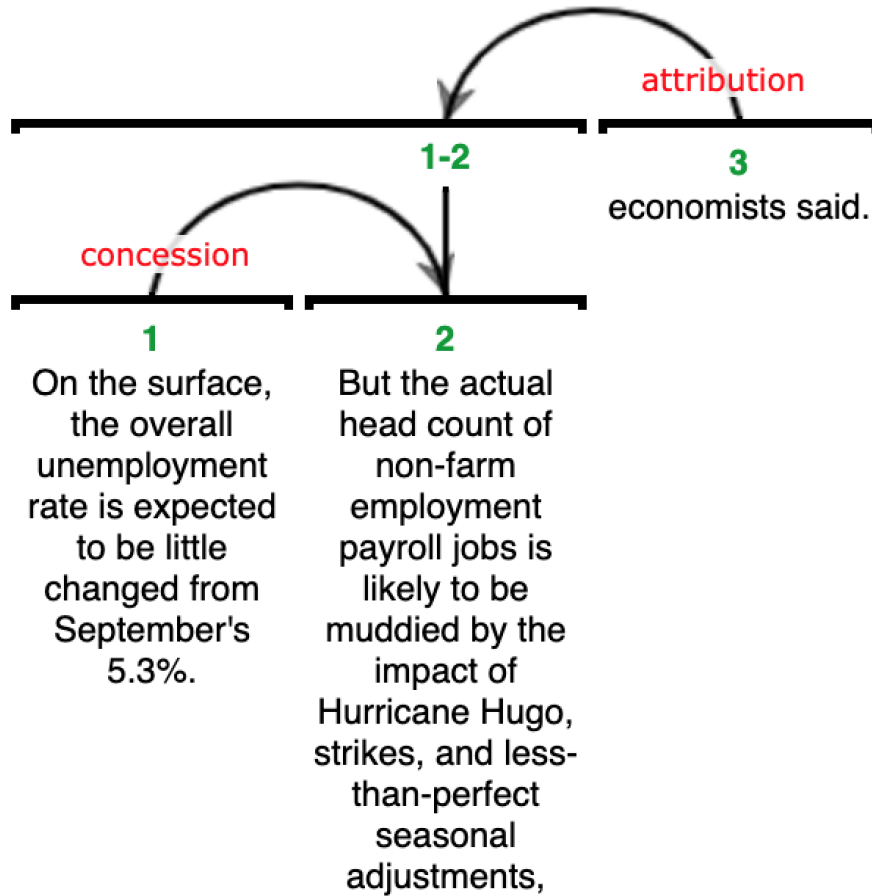 attribution
1-2
3
economists said.
concession
1
2
On the surface,
the overall
unemployment
rate is expected
to be little
changed from
September's
5.3%.
But the actual
head count of
non-farm
employment
payroll jobs is
likely to be
muddied by the
impact of
Hurricane Hugo,
strikes, and less-
than-perfect
seasonal
adjustments,